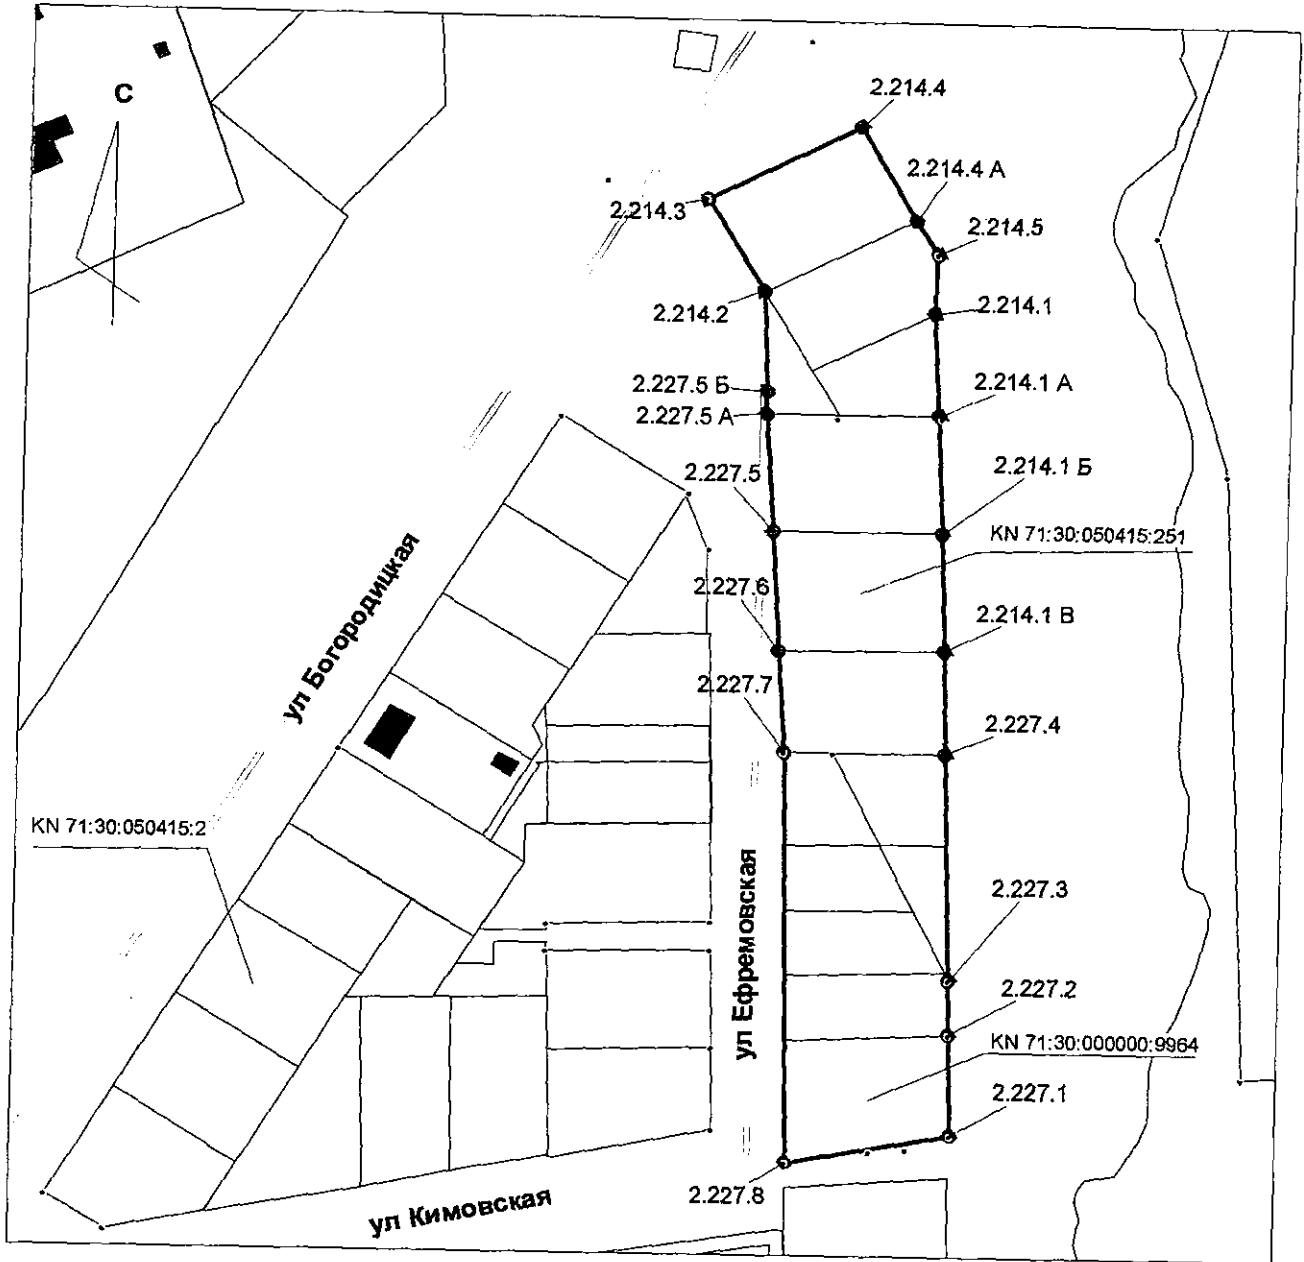 С
2.214.4
2.214.4 А
2.214.3
2.214.5
2.214.2
2.214.1
2.227.5 Б
2.214.1 А
2.227.5 А
2.227.5
2.214.1 Б
KN 71:30:050415:251
ул Богородицкая
2.227.6
2.214.1 В
2.227.7
2.227.4
KN 71:30:050415:2
ул Ефремовская
2.227.3
2.227.2
KN 71:30:000000:9964
2.227.1
2.227.8
ул Кимовская